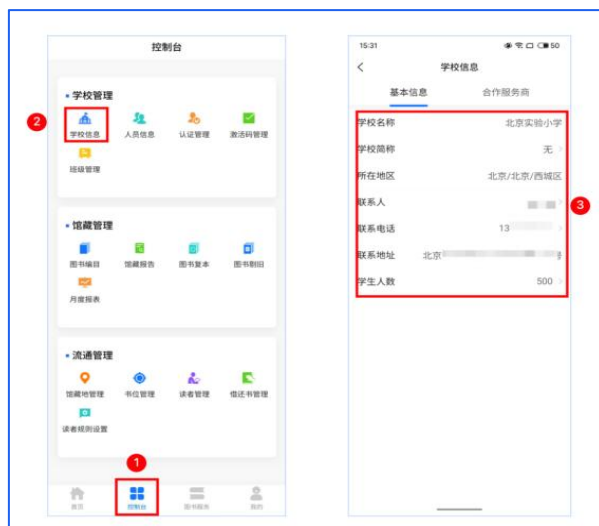 控制台
学校管理
2
学校信息 人员信息 认证管理 激活码管理
班级管理
馆藏管理
图书编目 馆藏报告 图书复本 图书剔旧
月度报表
流通管理
馆藏地管理 书位管理 读者管理 借还书管理
读者规则设置
1
首页 控制台 图书服务 我的
15:31 50
学校信息
基本信息 合作服务商
学校名称 北京实验小学
学校简称 无
所在地区 北京/北京/西城区
联系人
3
联系电话 13
联系地址 北京 号
学生人数 500